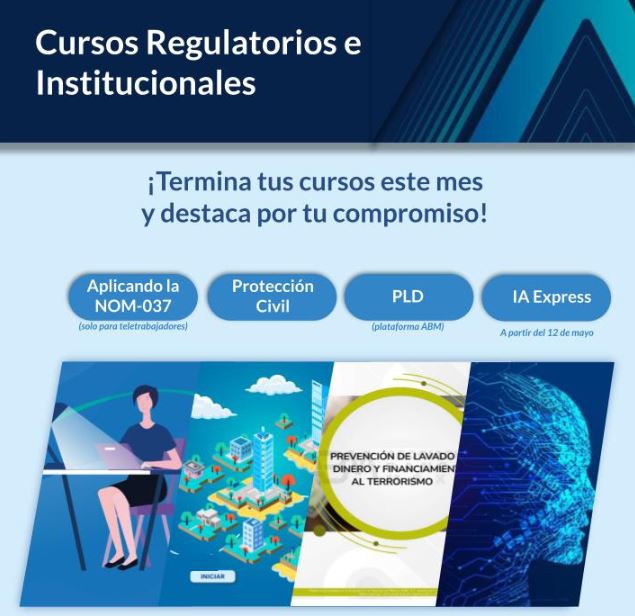 Cursos Regulatorios e
Institucionales
¡Termina tus cursos este mes
y destaca por tu compromiso!
Aplicando la
NOM-037
(solo para teletrabajadores)
Protección
Civil
PLD
(plataforma ABM)
IA Express
A partir del 12 de mayo
INICIAR
PREVENCIÓN DE LAVADO
DINERO Y FINANCIAMIEN
AL TERRORISMO